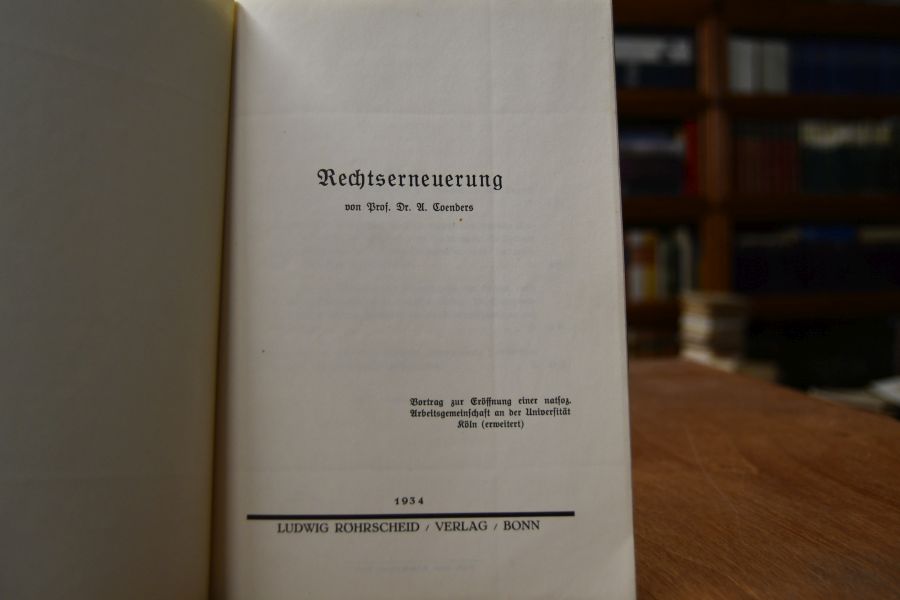 Rechtserneuerung
von Prof. Dr. A. Coenders
Vortrag zur Eröffnung einer natsoz.
Arbeitsgemeinschaft an der Universität
Köln (erweitert)
1934
LUDWIG RÖHRSCHEID / VERLAG / BONN